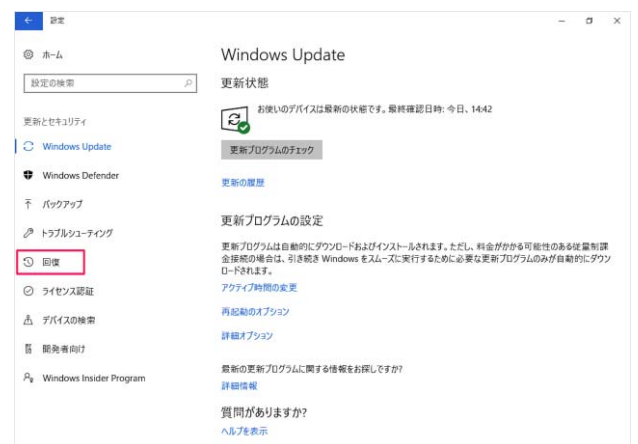 設定
ホーム
設定の検索
更新とセキュリティ
Windows Update
Windows Defender
バックアップ
トラブルシューティング
回復
ライセンス認証
デバイスの検索
開発者向け
Windows Insider Program
Windows Update
更新状態
お使いのデバイスは最新の状態です。最終確認日時: 今日、14:42
更新プログラムのチェック
更新の履歴
更新プログラムの設定
更新プログラムは自動的にダウンロードおよびインストールされます。ただし、料金がかかる可能性のある従量制課
金接続の場合は、引き続き Windows をスムーズに実行するために必要な更新プログラムのみが自動的にダウン
ロードされます。
アクティブ時間の変更
再起動のオプション
詳細オプション
最新の更新プログラムに関する情報をお探しですか?
詳細情報
質問がありますか?
ヘルプを表示